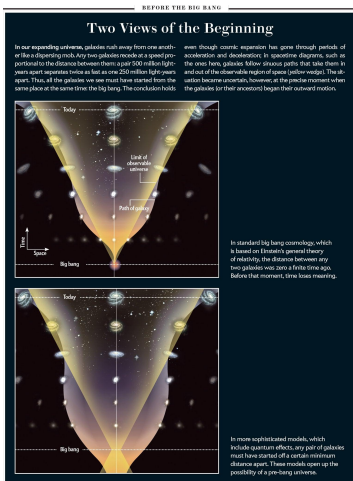 BEFORE THE BIG BANG
Two Views of the Beginning
In our expanding universe, galaxies rush away from one anoth-
er like a dispersing mob. Any two galaxies recede at a speed pro-
portional to the distance between them: a pair 500 million light-
years apart separates twice as fast as one 250 million light-years
apart. Thus, all the galaxies we see must have started from the
same place at the same time: the big bang. The conclusion holds
even though cosmic expansion has gone through periods of
acceleration and deceleration; in spacetime diagrams, such as
the ones here, galaxies follow sinuous paths that take them in
and out of the observable region of space (yellow wedge). The sit-
uation became uncertain, however, at the precise moment when
the galaxies (or their ancestors) began their outward motion.
Today
Limit of
observable
universe
Path of galaxy
Time
Space
Big bang
In standard big bang cosmology, which
is based on Einstein's general theory
of relativity, the distance between any
two galaxies was zero a finite time ago.
Before that moment, time loses meaning.
Today
Big bang
In more sophisticated models, which
include quantum effects, any pair of galaxies
must have started off a certain minimum
distance apart. These models open up the
possibility of a pre-bang universe.